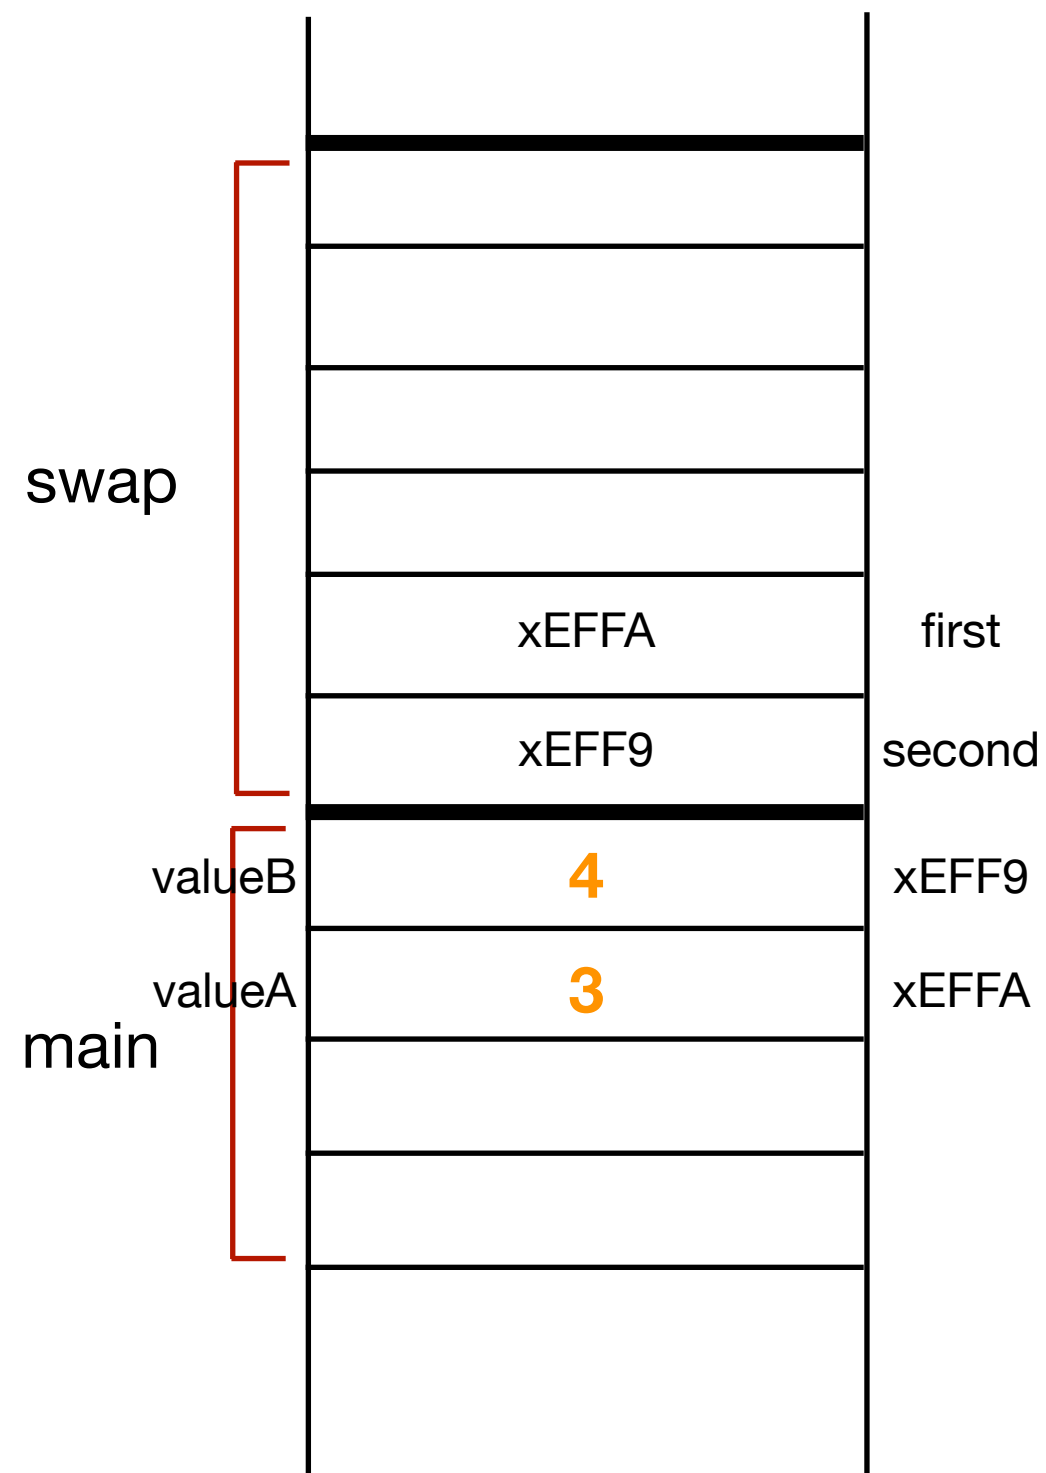 swap
xEFFA first
xEFF9 second
valueB 4 xEFF9
valueA 3 xEFFA
main